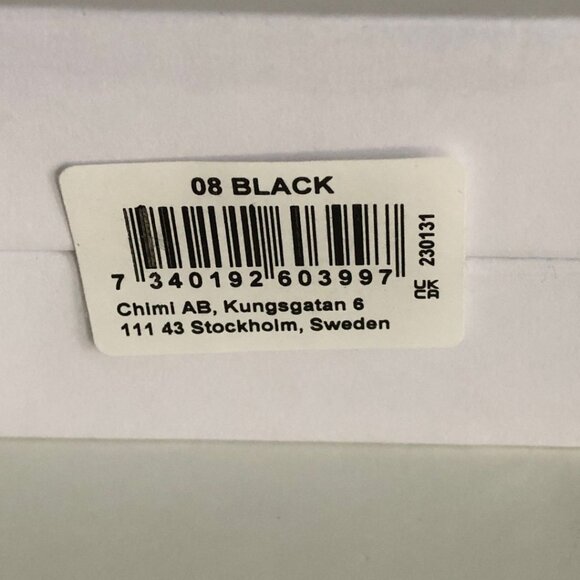 08 BLACK
7 340192 603997
Chimi AB, Kungsgatan 6
111 43 Stockholm, Sweden
230131
UK
CA